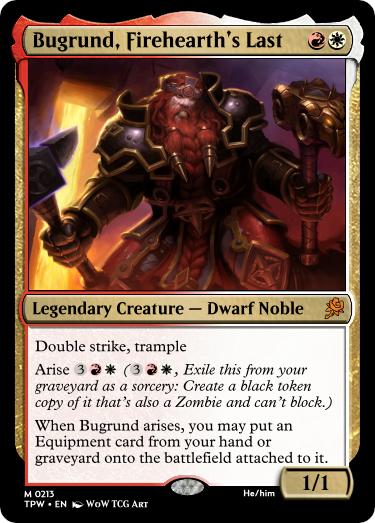 Bugrund, Firehearth's Last
Legendary Creature — Dwarf Noble
Double strike, trample
Arise 3 (3, Exile this from your
graveyard as a sorcery: Create a black token
copy of it that's also a Zombie and can't block.)
When Bugrund arises, you may put an
Equipment card from your hand or
graveyard onto the battlefield attached to it.
1/1
M 0213
He/him
TPW • EN WoW TCG Art